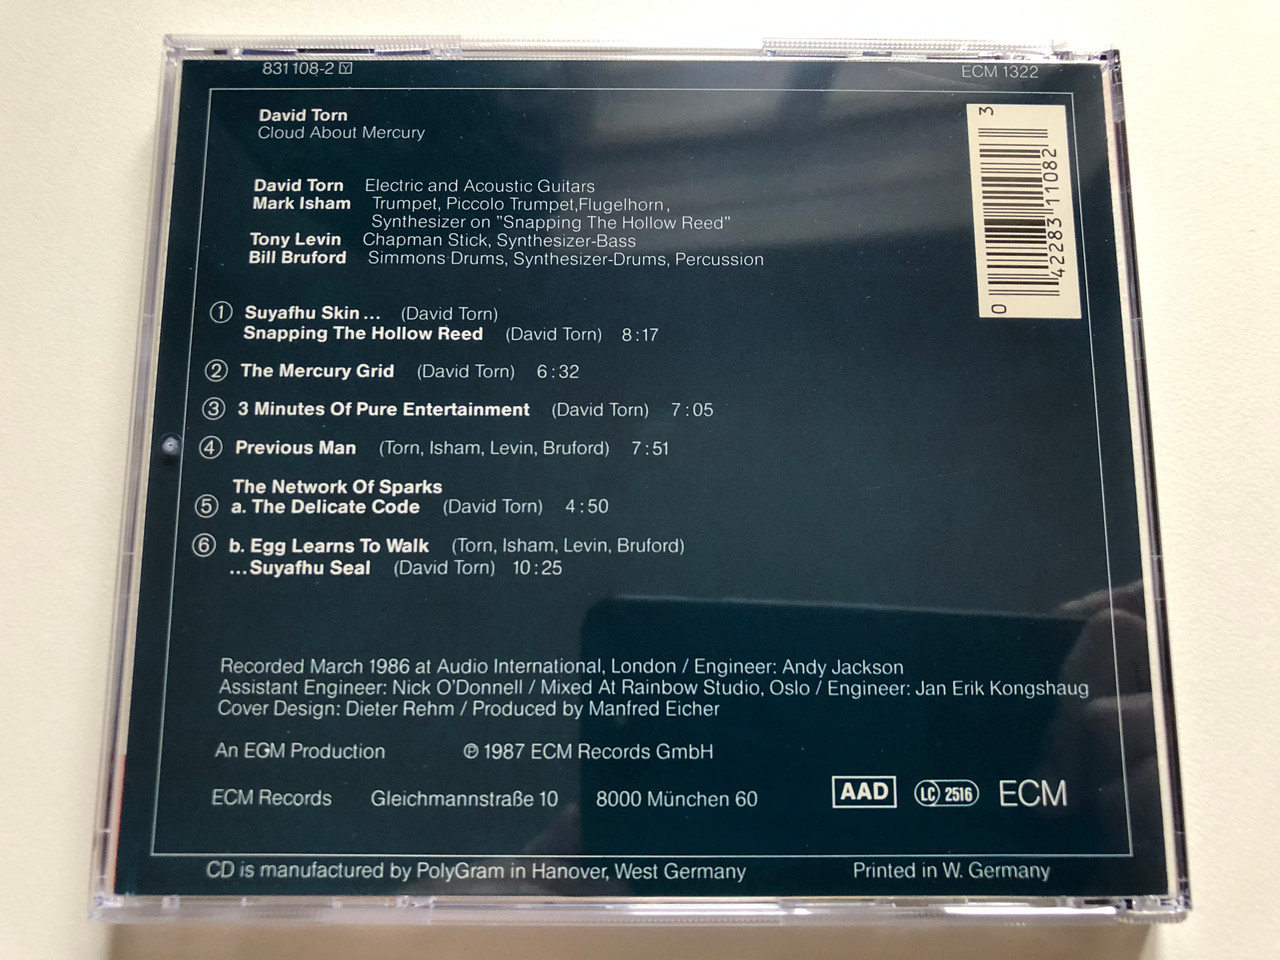 831 108-2 Y
ECM 1322
David Torn
Cloud About Mercury
3
42283 11082
0
David Torn Electric and Acoustic Guitars
Mark Isham Trumpet, Piccolo Trumpet,Flugelhorn,
Synthesizer on "Snapping The Hollow Reed"
Tony Levin Chapman Stick, Synthesizer-Bass
Bill Bruford Simmons Drums, Synthesizer-Drums, Percussion
1 Suyafhu Skin... (David Torn)
Snapping The Hollow Reed (David Torn) 8:17
2 The Mercury Grid (David Torn) 6:32
3 3 Minutes Of Pure Entertainment (David Torn) 7:05
4 Previous Man (Torn, Isham, Levin, Bruford) 7:51
The Network Of Sparks
5 a. The Delicate Code (David Torn) 4:50
6 b. Egg Learns To Walk (Torn, Isham, Levin, Bruford)
...Suyafhu Seal (David Torn) 10:25
Recorded March 1986 at Audio International, London / Engineer: Andy Jackson
Assistant Engineer: Nick O'Donnell / Mixed At Rainbow Studio, Oslo / Engineer: Jan Erik Kongshaug
Cover Design: Dieter Rehm / Produced by Manfred Eicher
An ECM Production ℗ 1987 ECM Records GmbH
ECM Records Gleichmannstraße 10 8000 München 60
AAD LC 2516 ECM
CD is manufactured by PolyGram in Hanover, West Germany
Printed in W. Germany